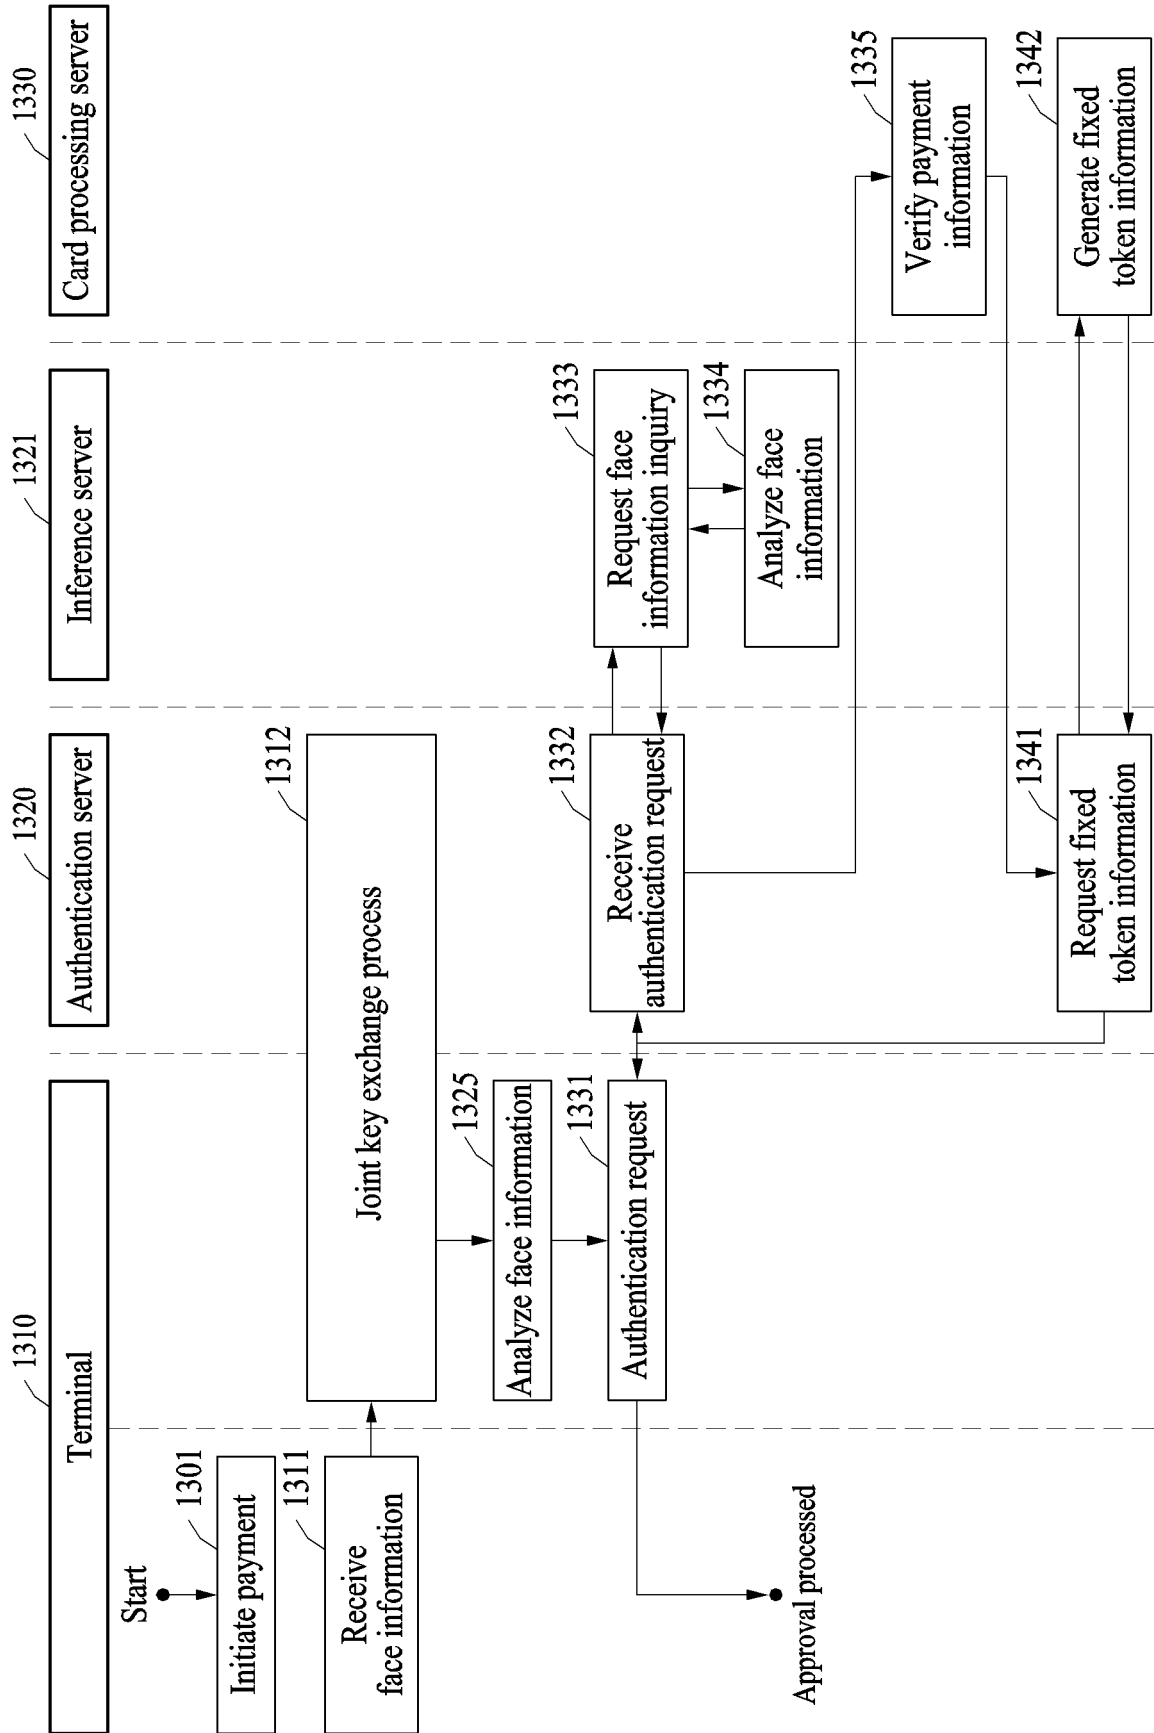 1310
Terminal
1320
Authentication server
1321
Inference server
1330
Card processing server
Start
1301
Initiate payment
1311
Receive
face information
1312
Joint key exchange process
1325
Analyze face information
1331
Authentication request
1332
Receive
authentication request
1333
Request face
information inquiry
1334
Analyze face
information
Approval processed
1335
Verify payment
information
1341
Request fixed
token information
1342
Generate fixed
token information